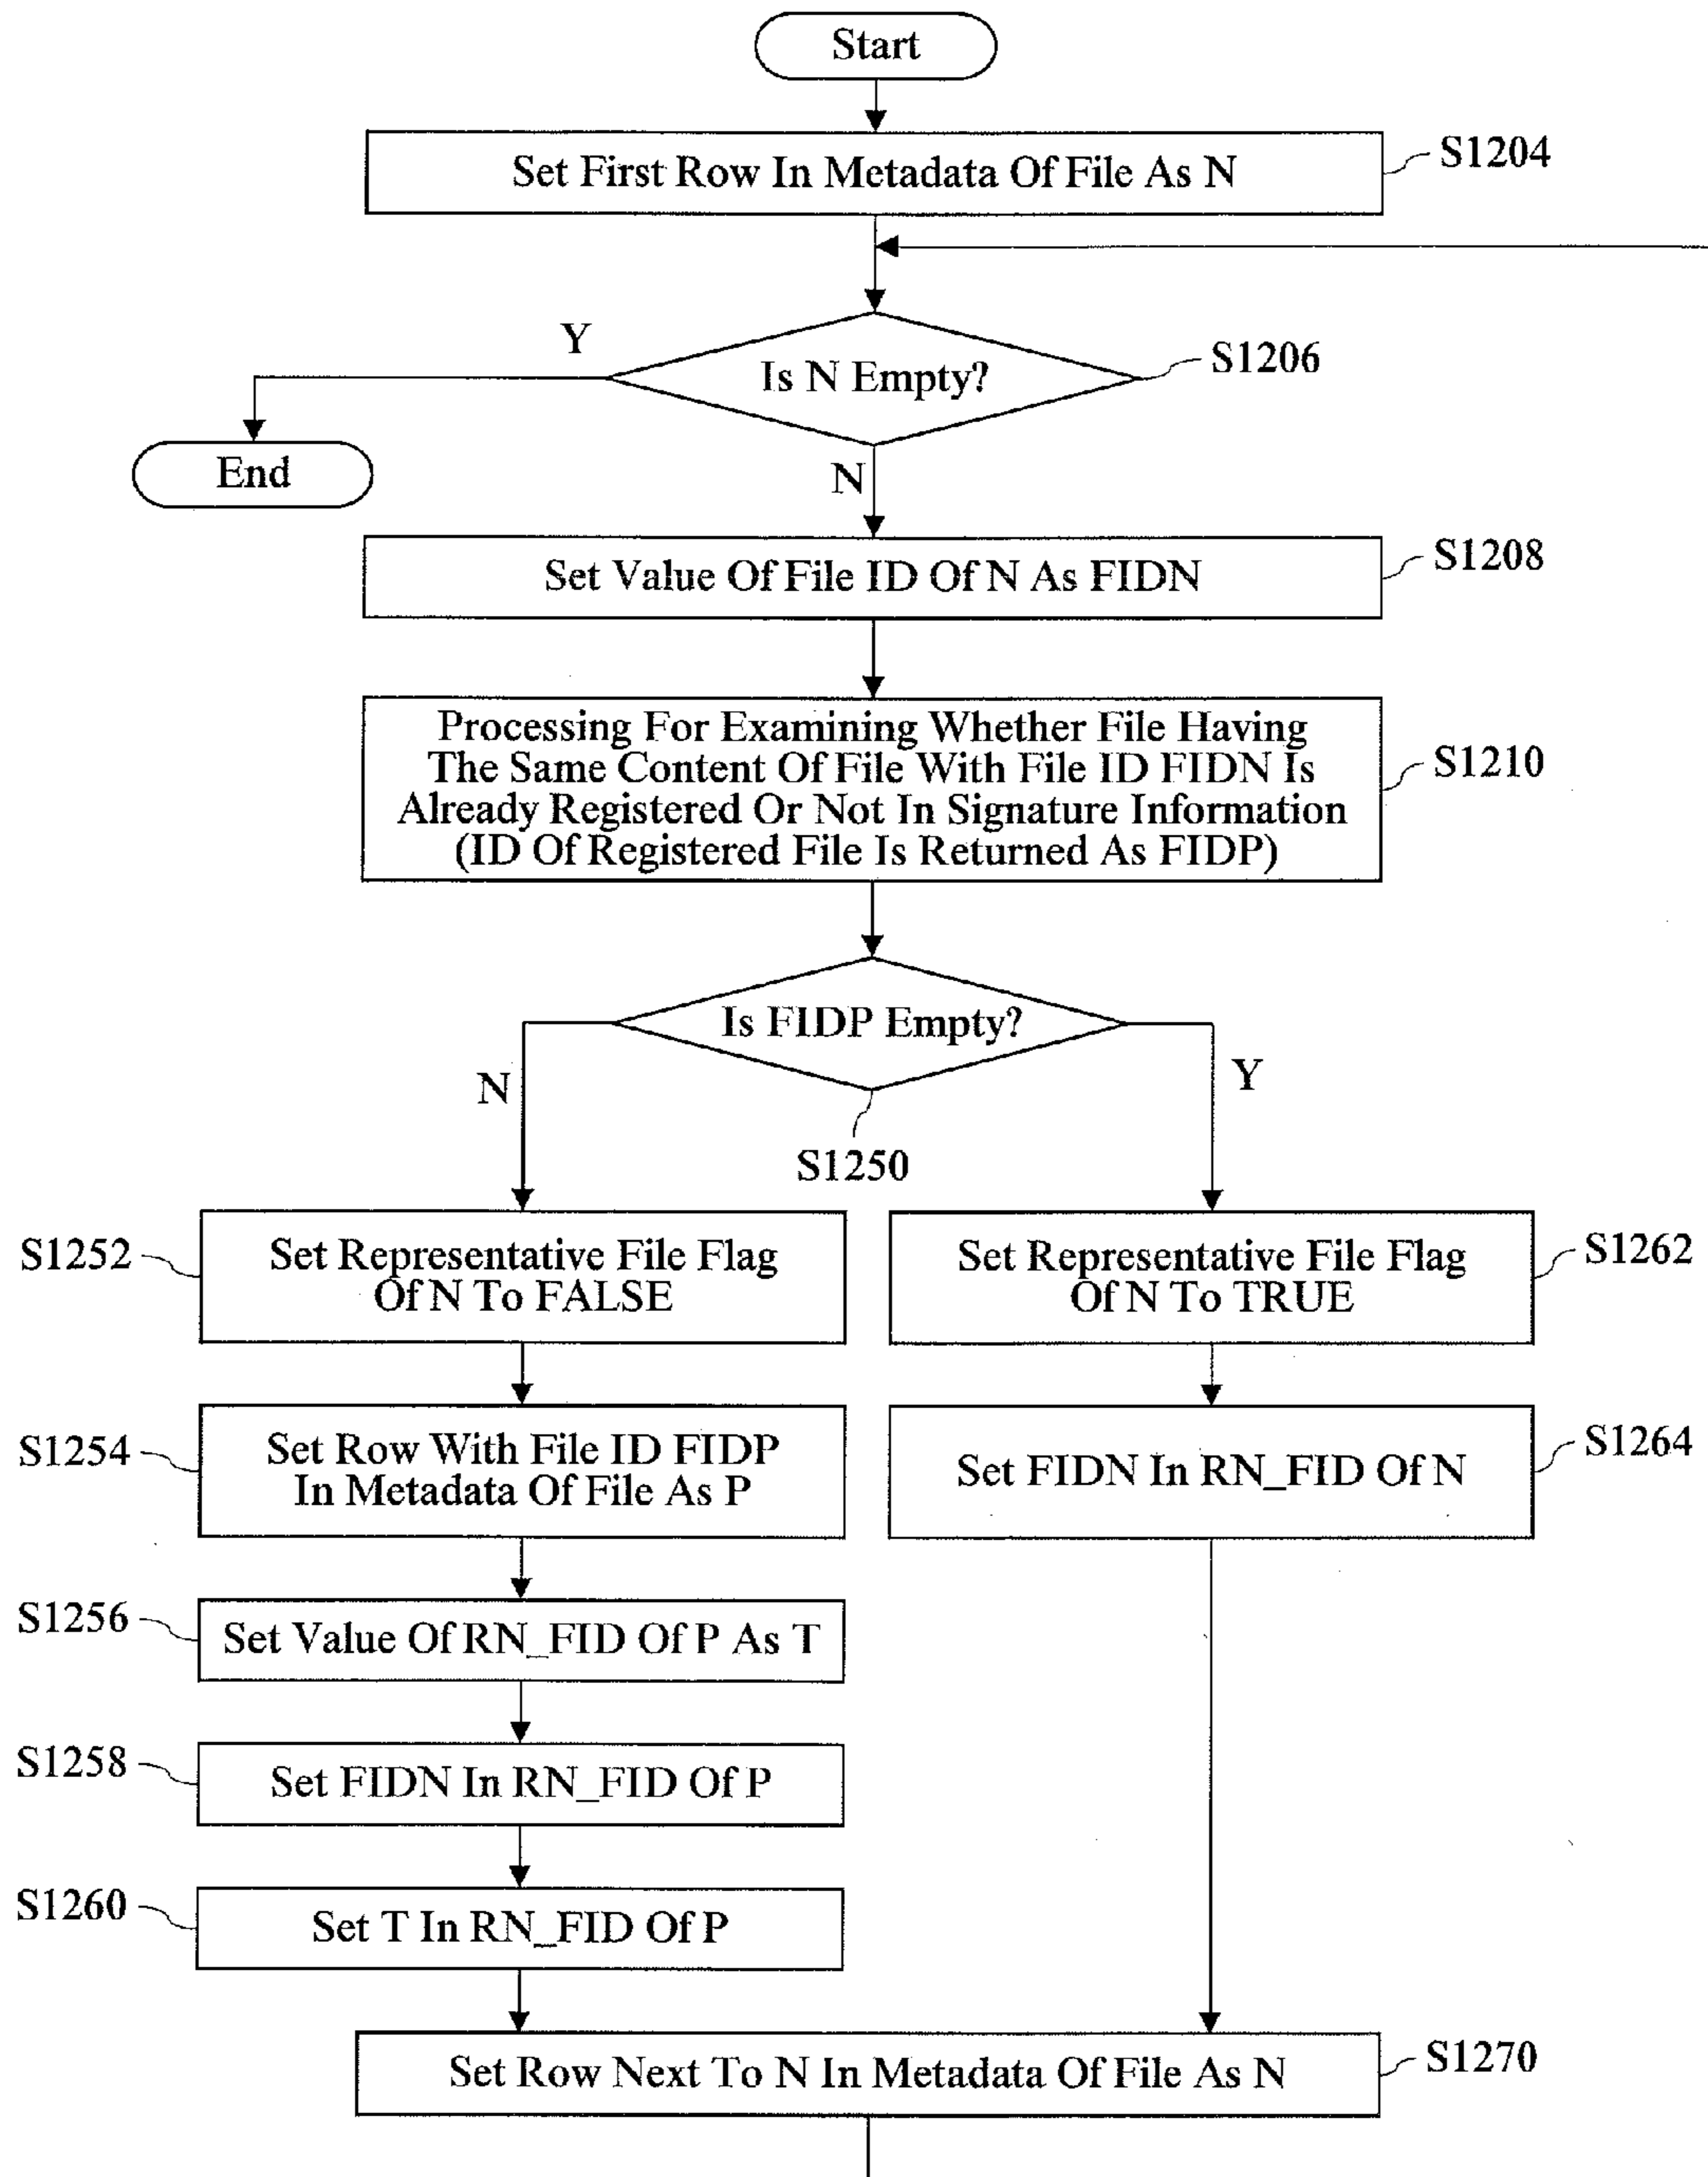 Start
Set First Row In Metadata Of File As N
S1204
Y
Is N Empty?
S1206
End
N
Set Value Of File ID Of N As FIDN
S1208
Processing For Examining Whether File Having
The Same Content Of File With File ID FIDN Is
Already Registered Or Not In Signature Information
(ID Of Registered File Is Returned As FIDP)
S1210
Is FIDP Empty?
N
Y
S1250
S1252
Set Representative File Flag
Of N To FALSE
Set Representative File Flag
Of N To TRUE
S1262
S1254
Set Row With File ID FIDP
In Metadata Of File As P
Set FIDN In RN_FID Of N
S1264
S1256
Set Value Of RN_FID Of P As T
S1258
Set FIDN In RN_FID Of P
S1260
Set T In RN_FID Of P
Set Row Next To N In Metadata Of File As N
S1270